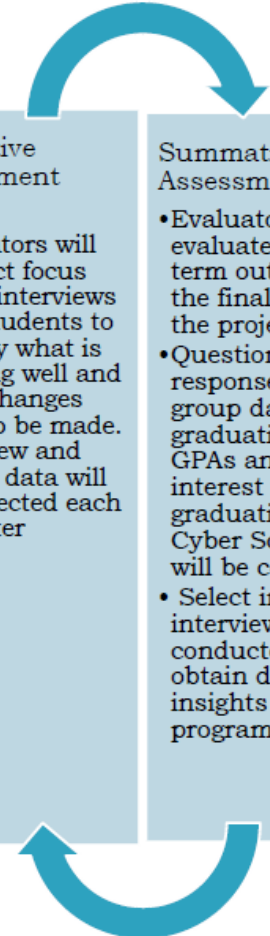 ive
ment
tors will
ct focus
interviews
tudents to
y what is
g well and
hanges
o be made.
ew and
data will
ected each
ter
Summat
Assessm
•Evaluato
evaluate
term out
the final
the proje
•Question
response
group da
graduati
GPAs an
interest
graduati
Cyber So
will be c
• Select in
interview
conducte
obtain d
insights
program